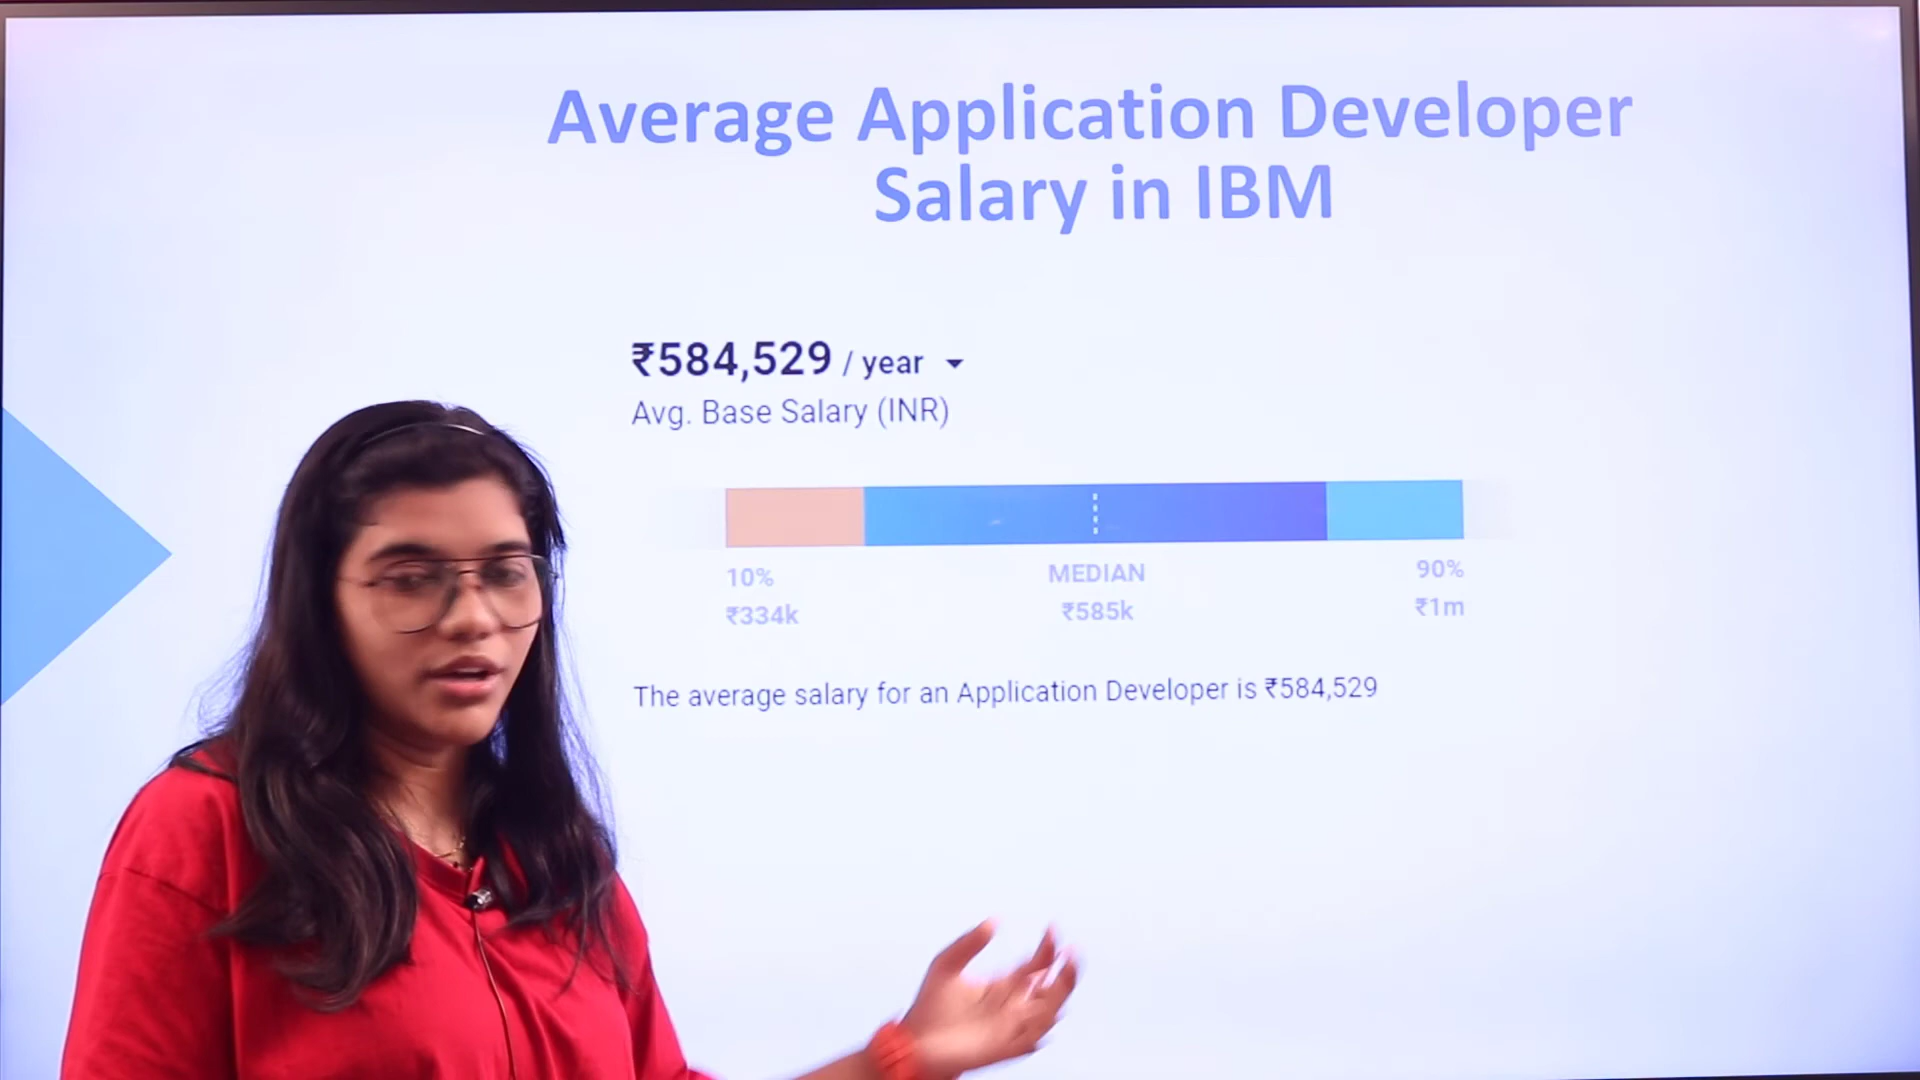 Average Application Developer
Salary in IBM
₹584,529 / year
Avg. Base Salary (INR)
10% MEDIAN 90%
₹334k ₹585k ₹1m
The average salary for an Application Developer is ₹584,529